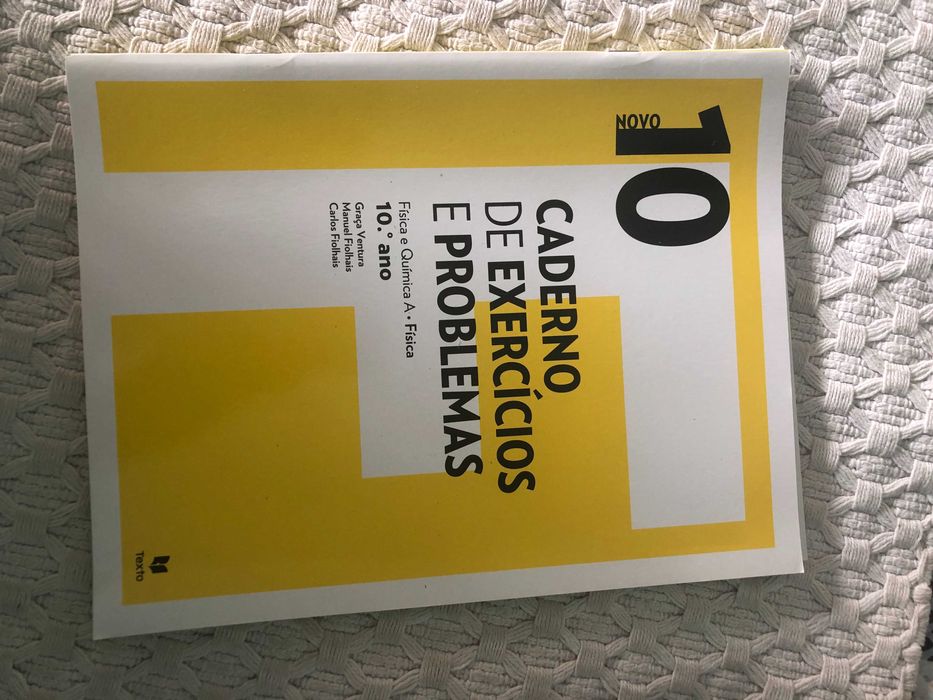 NOVO
10
CADERNO
DE EXERCÍCIOS
E PROBLEMAS
Física e Química A • Física
10.º ano
Graça Ventura
Manuel Fiolhais
Carlos Fiolhais
Texto